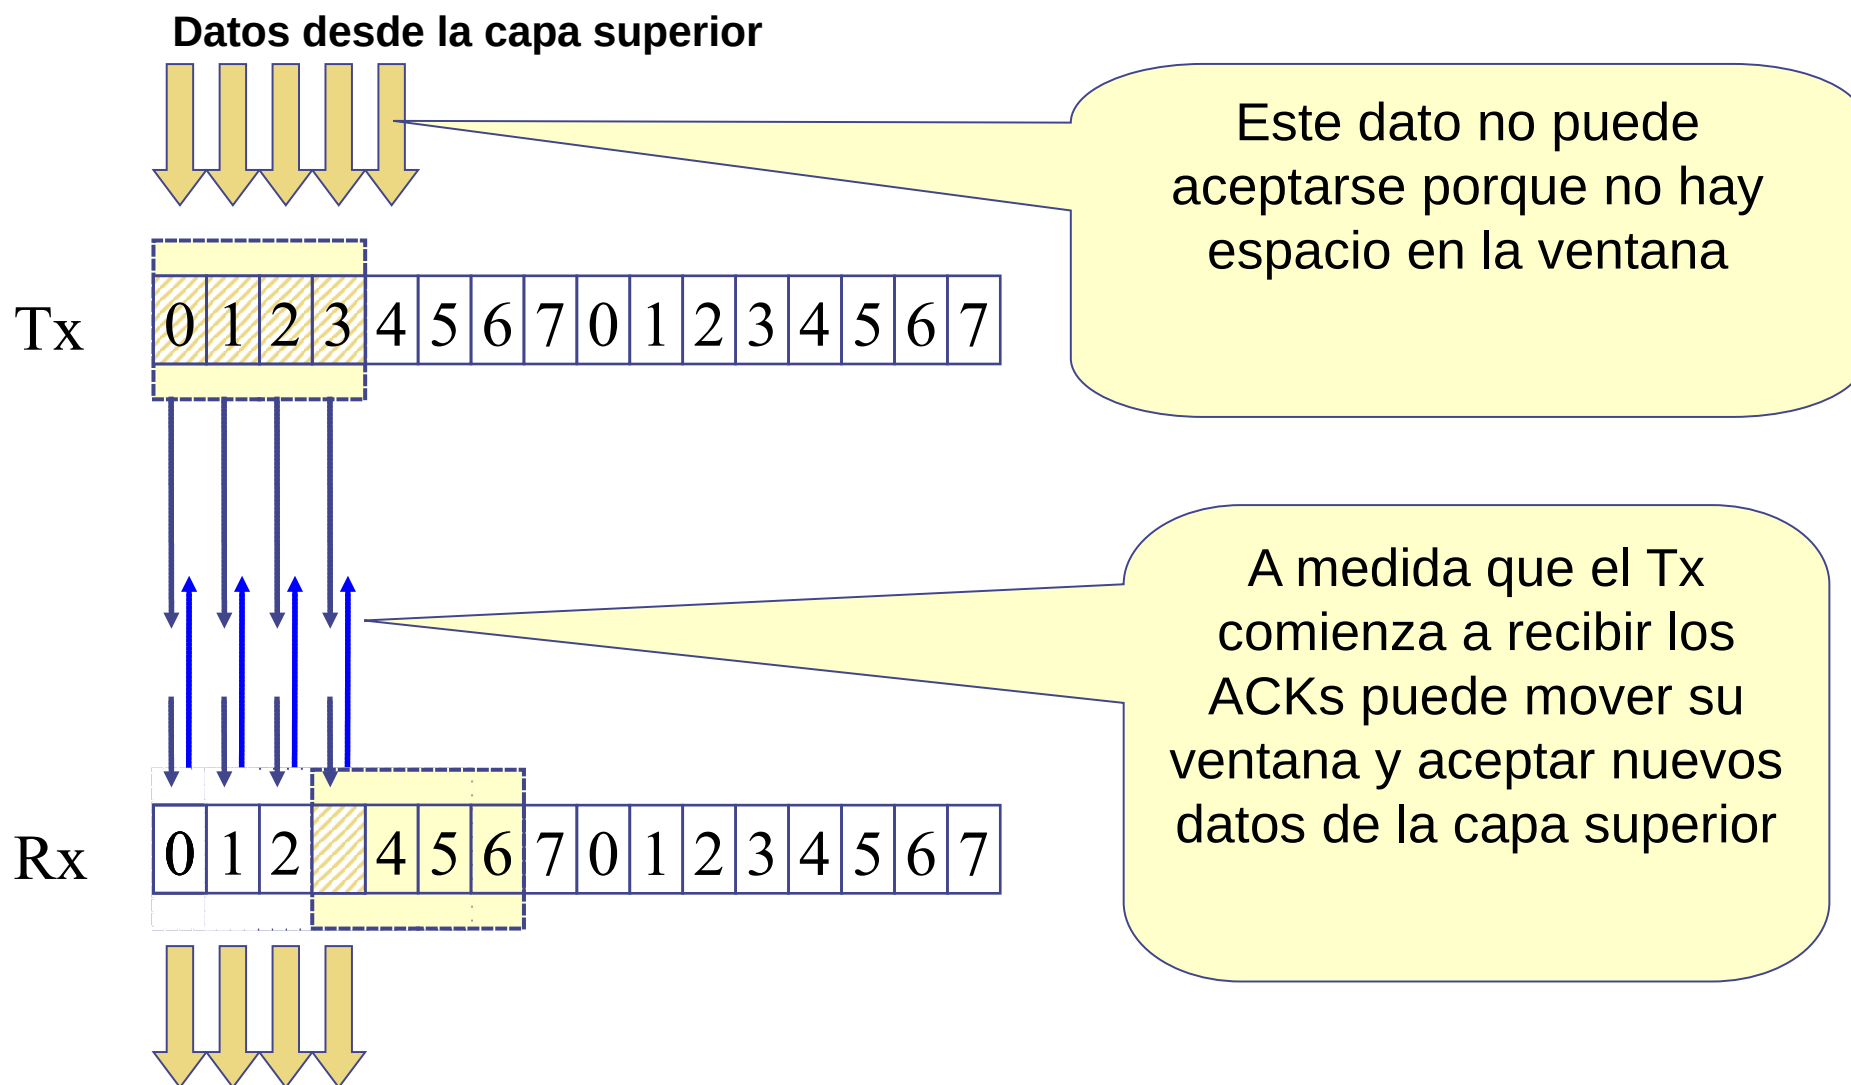 Datos desde la capa superior
Este dato no puede
aceptarse porque no hay
espacio en la ventana
Tx 0 1 2 3 4 5 6 7 0 1 2 3 4 5 6 7
A medida que el Tx
comienza a recibir los
ACKs puede mover su
ventana y aceptar nuevos
datos de la capa superior
Rx 0 1 2 4 5 6 7 0 1 2 3 4 5 6 7